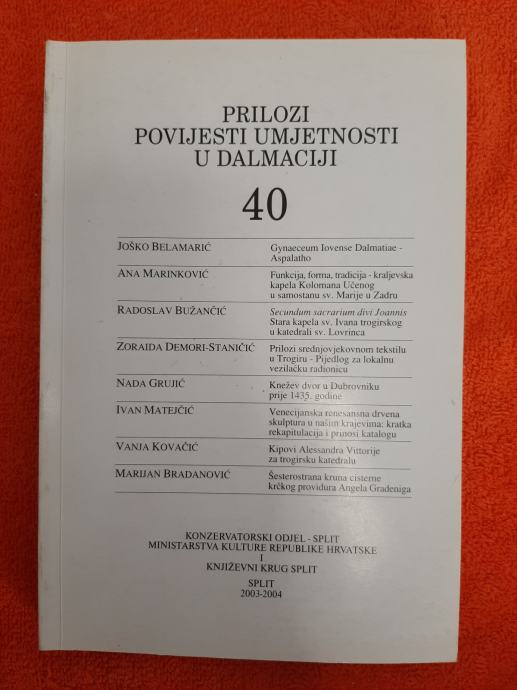 PRILOZI
POVIJESTI UMJETNOSTI
U DALMACIJI
40
JOŠKO BELAMARIĆ Gynaeceum Iovense Dalmatiae -
Aspalatho
ANA MARINKOVIĆ Funkcija, forma, tradicija - kraljevska
kapela Kolomana Učenog
u samostanu sv. Marije u Zadru
RADOSLAV BUŽANČIĆ Secundum sacrarium divi Joannis
Stara kapela sv. Ivana trogirskog
u katedrali sv. Lovrinca
ZORAIDA DEMORI-STANIČIĆ Prilozi srednjovjekovnom tekstilu
u Trogiru - Pijedlog za lokalnu
vezilačku radionicu
NADA GRUJIĆ Knežev dvor u Dubrovniku
prije 1435. godine
IVAN MATEJČIĆ Venecijanska renesansna drvena
skulptura u našim krajevima: kratka
rekapitulacija i prinosi katalogu
VANJA KOVAČIĆ Kipovi Alessandra Vittorije
za trogirsku katedralu
MARIJAN BRADANOVIĆ Šesterostrana kruna cisterne
krčkog providura Angela Gradeniga
KONZERVATORSKI ODJEL - SPLIT
MINISTARSTVA KULTURE REPUBLIKE HRVATSKE
I
KNJIŽEVNI KRUG SPLIT
SPLIT
2003-2004